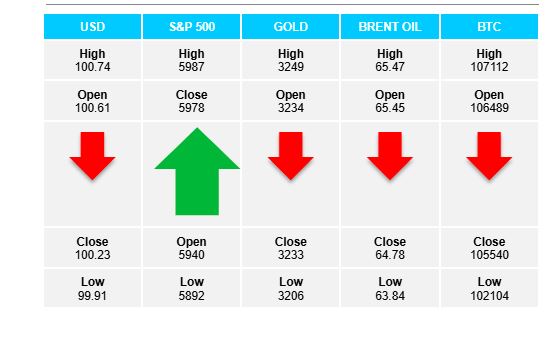 USD S&P 500 GOLD BRENT OIL BTC
High High High High High
100.74 5987 3249 65.47 107112
Open Close Open Open Open
100.61 5978 3234 65.45 106489
Close Open Close Close Close
100.23 5940 3233 64.78 105540
Low Low Low Low Low
99.91 5892 3206 63.84 102104